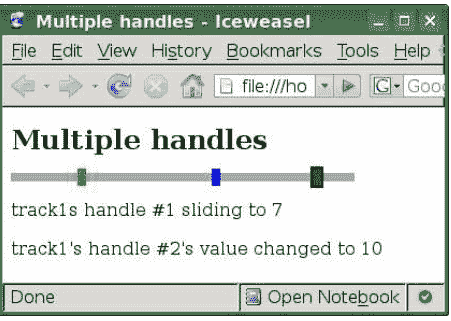 Multiple handles - Iceweasel
File Edit View History Bookmarks Tools Help
file:///ho G Goo
Multiple handles
track1s handle #1 sliding to 7
track1's handle #2's value changed to 10
Done Open Notebook